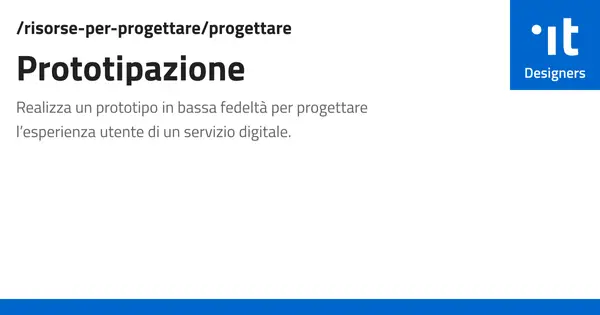 /risorse-per-progettare/progettare
Prototipazione
Realizza un prototipo in bassa fedeltà per progettare
l’esperienza utente di un servizio digitale.
it
Designers